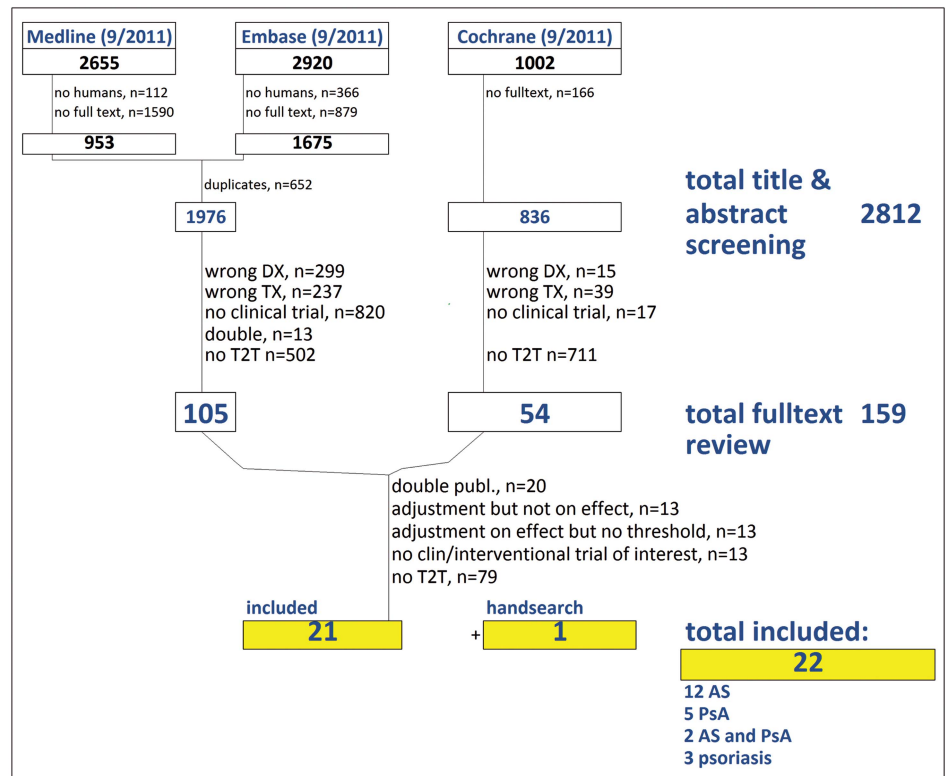 Medline (9/2011)
2655
Embase (9/2011)
2920
Cochrane (9/2011)
1002
no humans, n=112
no full text, n=1590
no humans, n=366
no full text, n=879
no fulltext, n=166
953
1675
duplicates, n=652
1976
836
total title &
abstract 2812
screening
wrong DX, n=299
wrong TX, n=237
no clinical trial, n=820
double, n=13
no T2T n=502
wrong DX, n=15
wrong TX, n=39
no clinical trial, n=17
no T2T, n=711
105
54
total fulltext 159
review
double publ., n=20
adjustment but not on effect, n=13
adjustment on effect but no threshold, n=13
no clin/interventional trial of interest, n=13
no T2T, n=79
included
21
+
handsearch
1
total included:
22
12 AS
5 PsA
2 AS and PsA
3 psoriasis